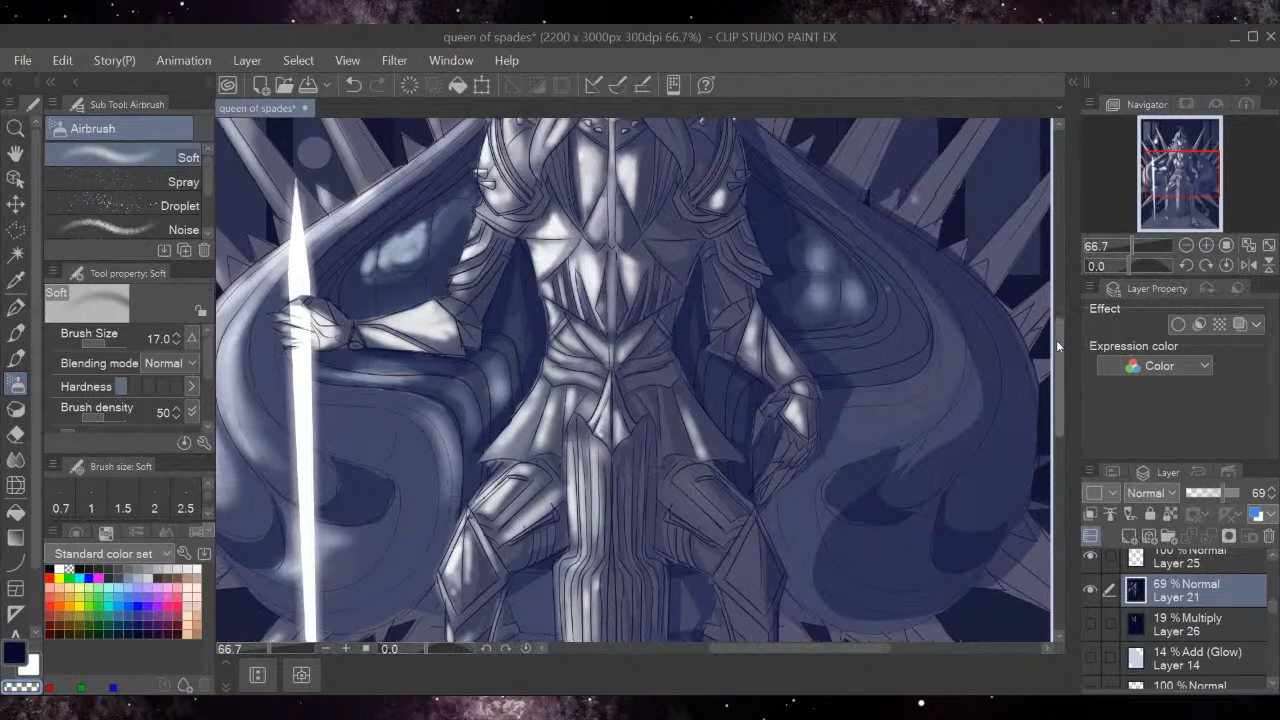 queen of spades* (2200 x 3000px 300dpi 66.7%)  - CLIP STUDIO PAINT EX
File Edit Story(P) Animation Layer Select View Filter Window Help
Sub Tool: Airbrush
queen of spades*
Navigator
Airbrush
Soft
Spray
Droplet
Noise
66.7
0.0
Tool property: Soft
Layer Property
Soft
Effect
Brush Size 17.0
Expression color
Blending mode Normal
Color
Hardness
Brush density 50
Brush size: Soft
Layer
Normal 69
0.7 1 1.5 2 2.5
Standard color set
100 % Normal
Layer 25
69 % Normal
Layer 21
19 % Multiply
Layer 26
14 % Add (Glow)
Layer 14
66.7 0.0
100 % Normal